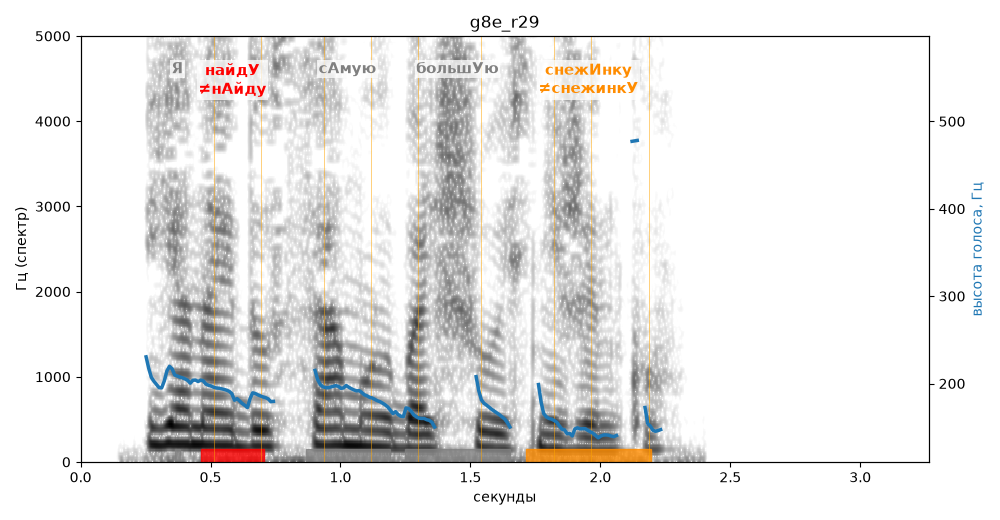 g8e_r29
Я найдУ сАмую большУю снежИнку
≠нАйду ≠снежинкУ
Гц (спектр)
5000
4000
3000
2000
1000
0
500
400
300
200
высота голоса, Гц
0.0 0.5 1.0 1.5 2.0 2.5 3.0
секунды